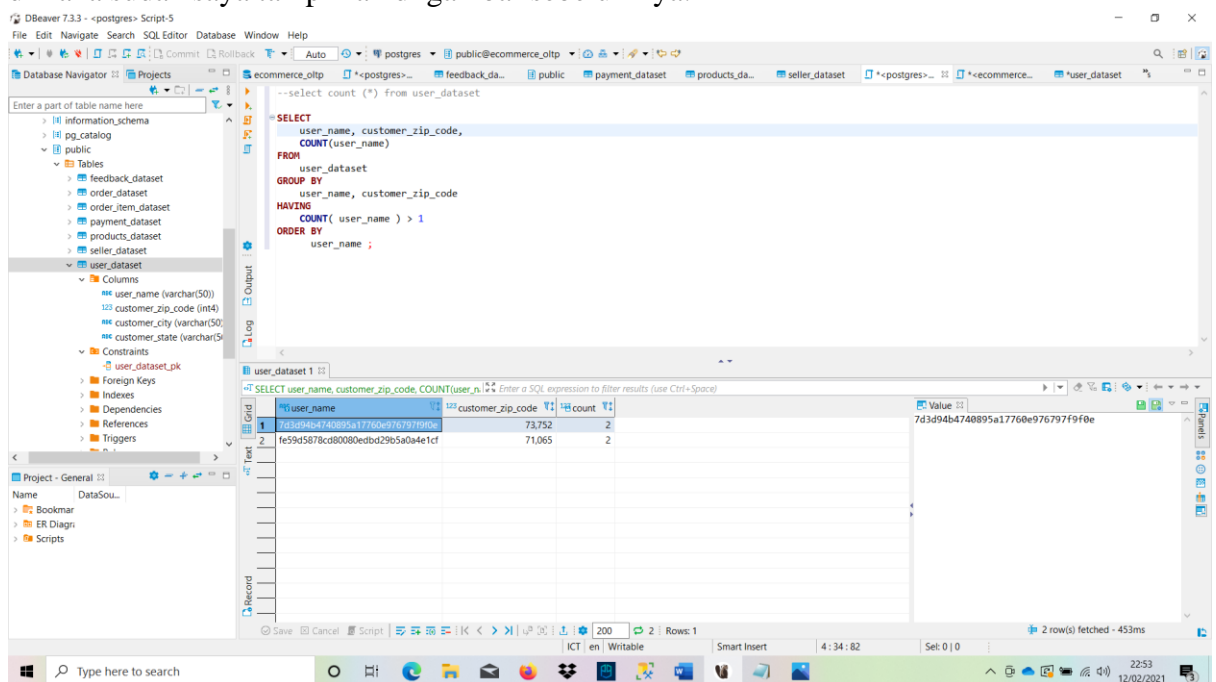 DBeaver 7.3.3 - <postgres> Script-5
File Edit Navigate Search SQL Editor Database Window Help
Commit Rollback Auto postgres public@ecommerce_oltp
Database Navigator Projects
ecommerce_oltp *<postgres>... feedback_da... public payment_dataset products_da... seller_dataset *<postgres>... *<ecommerce... *user_dataset
Enter a part of table name here
information_schema
pg_catalog
public
Tables
feedback_dataset
order_dataset
order_item_dataset
payment_dataset
products_dataset
seller_dataset
user_dataset
Columns
ABC user_name (varchar(50))
123 customer_zip_code (int4)
ABC customer_city (varchar(50)
ABC customer_state (varchar(5
Constraints
user_dataset_pk
Foreign Keys
Indexes
Dependencies
References
Triggers
--select count (*) from user_dataset
SELECT
user_name, customer_zip_code,
COUNT(user_name)
FROM
user_dataset
GROUP BY
user_name, customer_zip_code
HAVING
COUNT( user_name ) > 1
ORDER BY
user_name ;
Output
Log
Project - General
Name DataSou...
Bookmar
ER Diagra
Scripts
user_dataset 1
SELECT user_name, customer_zip_code, COUNT(user_n Enter a SQL expression to filter results (use Ctrl+Space)
Grid
Text
Record
user_name 123 customer_zip_code count
1 7d3d94b4740895a17760e976797f9f0e 73,752 2
2 fe59d5878cd80080edbd29b5a0a4e1cf 71,065 2
Value
7d3d94b4740895a17760e976797f9f0e
Panels
Save Cancel Script 200 2 Rows: 1
2 row(s) fetched - 453ms
ICT en Writable Smart Insert 4 : 34 : 82 Sel: 0 | 0
Type here to search
22:53
12/02/2021